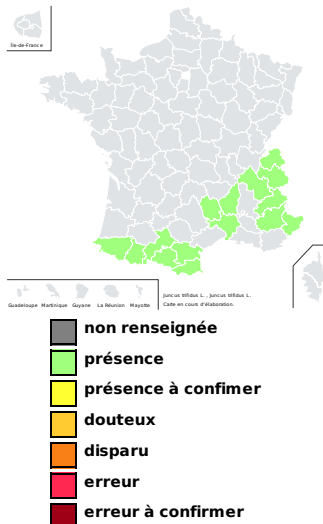 Île-de-France
Juncus trifidus L. , Juncus trifidus L.
Carte en cours d'élaboration.
Guadeloupe Martinique Guyane La Réunion Mayotte
non renseignée
présence
présence à confimer
douteux
disparu
erreur
erreur à confirmer